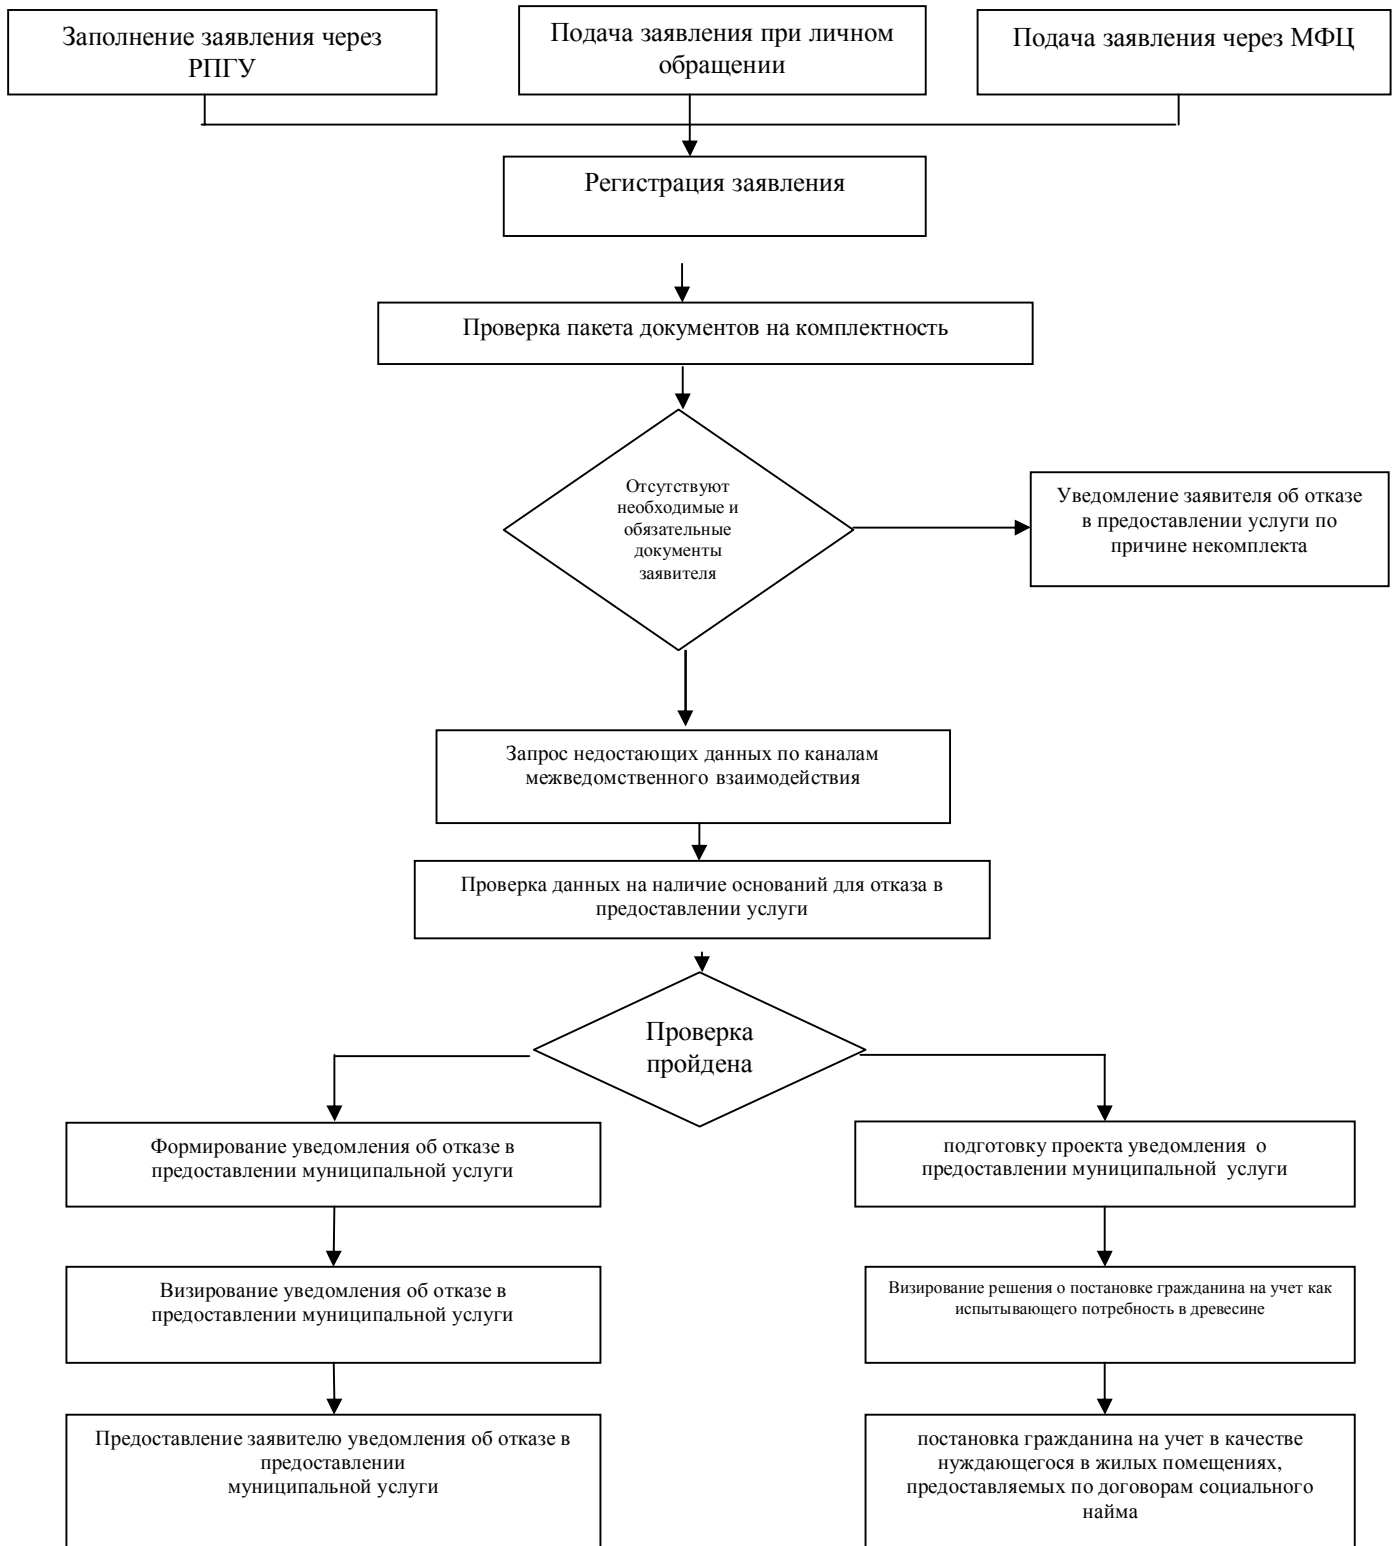 Заполнение заявления через
РПГУ
Подача заявления при личном
обращении
Подача заявления через МФЦ
Регистрация заявления
Проверка пакета документов на комплектность
Отсутствуют
необходимые и
обязательные
документы
заявителя
Уведомление заявителя об отказе
в предоставлении услуги по
причине некомплекта
Запрос недостающих данных по каналам
межведомственного взаимодействия
Проверка данных на наличие оснований для отказа в
предоставлении услуги
Проверка
пройдена
Формирование уведомления об отказе в
предоставлении муниципальной услуги
подготовку проекта уведомления о
предоставлении муниципальной услуги
Визирование уведомления об отказе в
предоставлении муниципальной услуги
Визирование решения о постановке гражданина на учет как
испытывающего потребность в древесине
Предоставление заявителю уведомления об отказе в
предоставлении
муниципальной услуги
постановка гражданина на учет в качестве
нуждающегося в жилых помещениях,
предоставляемых по договорам социального
найма